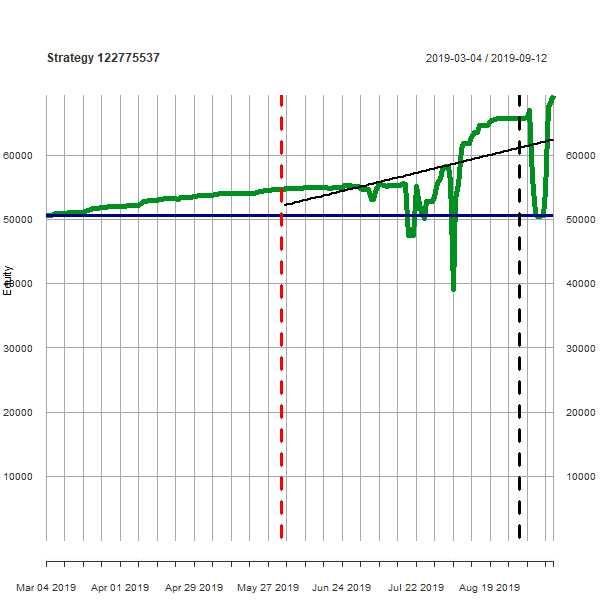 Strategy 122775537
2019-03-04 / 2019-09-12
60000
60000
50000
50000
Equity
40000
40000
30000
30000
20000
20000
10000
10000
Mar 04 2019
Apr 01 2019
Apr 29 2019
May 27 2019
Jun 24 2019
Jul 22 2019
Aug 19 2019